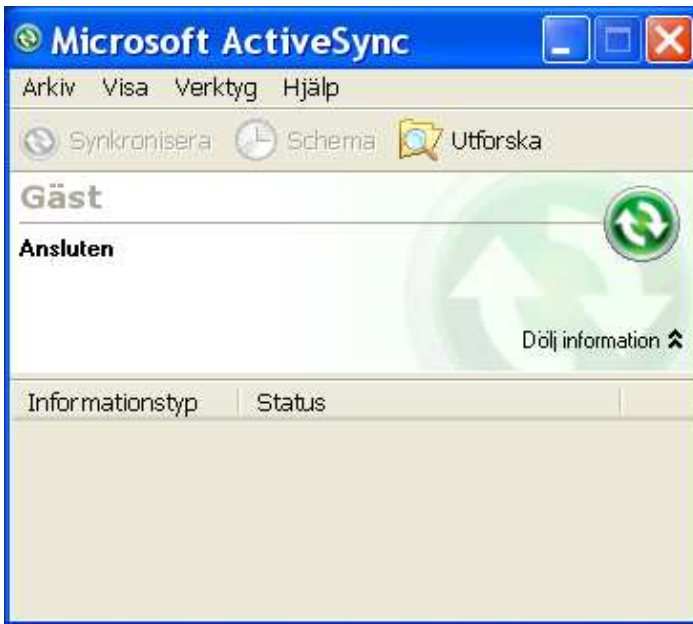 Microsoft ActiveSync
Arkiv Visa Verktyg Hjälp
Synkronisera Schema Utforska
Gäst
Ansluten
Dölj information
Informationstyp Status